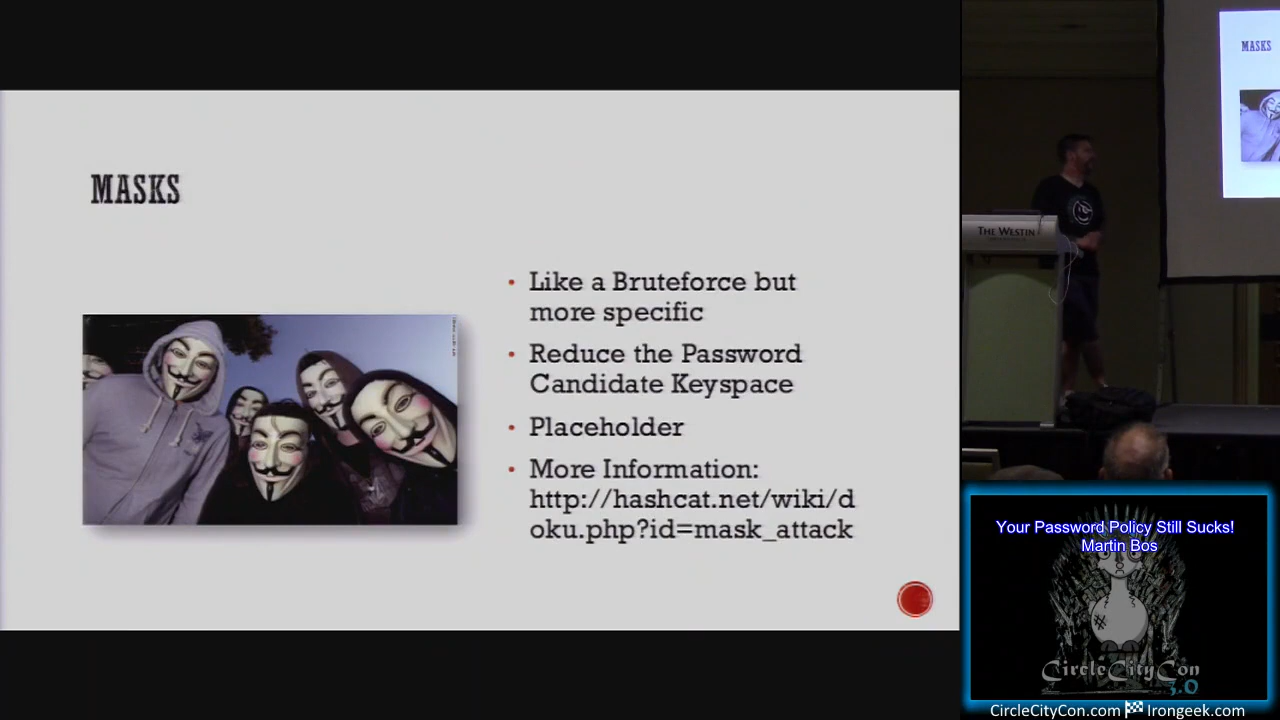 MASKS
Like a Bruteforce but
more specific
Reduce the Password
Candidate Keyspace
Placeholder
More Information:
http://hashcat.net/wiki/d
oku.php?id=mask_attack
MASKS
THE WESTIN
Your Password Policy Still Sucks!
Martin Bos
CircleCityCon
3.0
CircleCityCon.com Irongeek.com